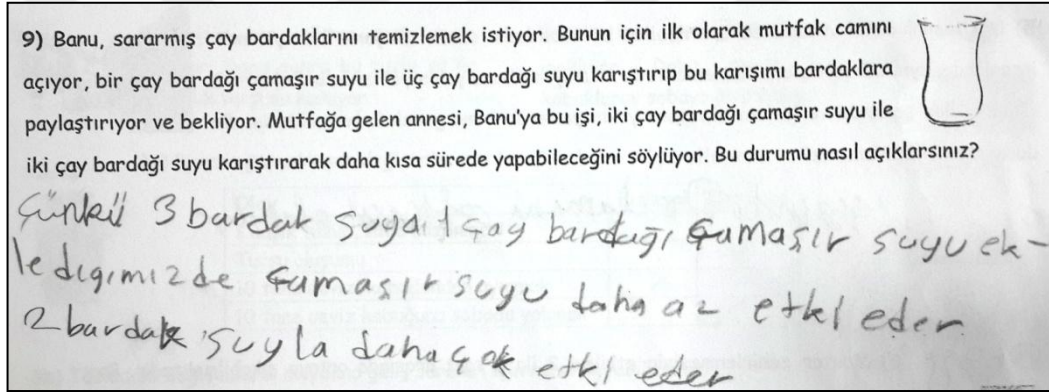 9) Banu, sararmış çay bardaklarını temizlemek istiyor. Bunun için ilk olarak mutfak camını
açıyor, bir çay bardağı çamaşır suyu ile üç çay bardağı suyu karıştırıp bu karışımı bardaklara
paylaştırıyor ve bekliyor. Mutfağa gelen annesi, Banu'ya bu işi, iki çay bardağı çamaşır suyu ile
iki çay bardağı suyu karıştırarak daha kısa sürede yapabileceğini söylüyor. Bu durumu nasıl açıklarsınız?
Çünkü 3 bardak suya 1 çay bardağı çamaşır suyu ek-
ledigimizde çamaşır suyu daha az etki eder
2 bardak suyla daha çok etki eder